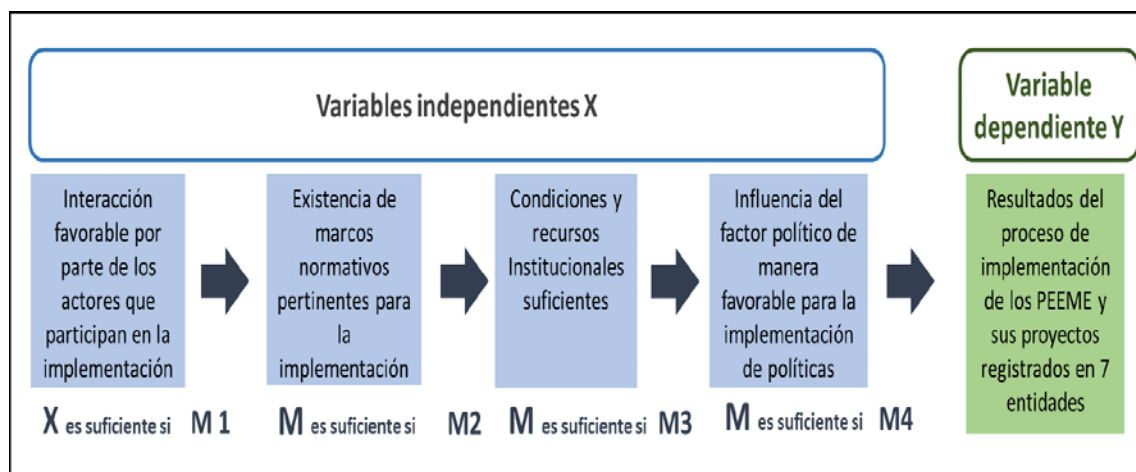 Variables independientes X
Variable
dependiente Y
Interacción
favorable por
parte de los
actores que
participan en la
implementación
Existencia de
marcos
normativos
pertinentes para
la
implementación
Condiciones y
recursos
Institucionales
suficientes
Influencia del
factor político de
manera
favorable para la
implementación
de políticas
Resultados del
proceso de
implementación
de los PEEME y
sus proyectos
registrados en 7
entidades
X es suficiente si M 1
M es suficiente si M2
M es suficiente si M3
M es suficiente si M4